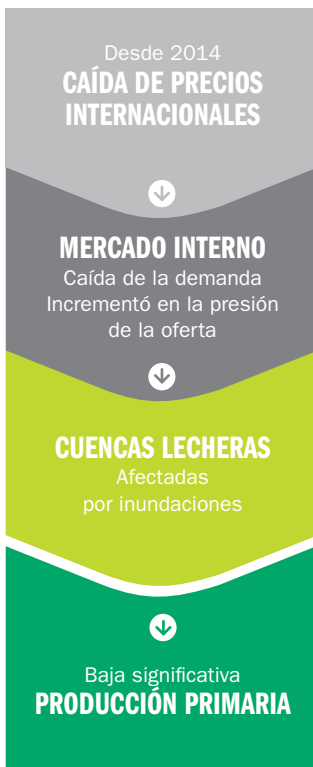 Desde 2014
CAÍDA DE PRECIOS
INTERNACIONALES
MERCADO INTERNO
Caída de la demanda
Incrementó en la presión
de la oferta
CUENCAS LECHERAS
Afectadas
por inundaciones
Baja significativa
PRODUCCIÓN PRIMARIA